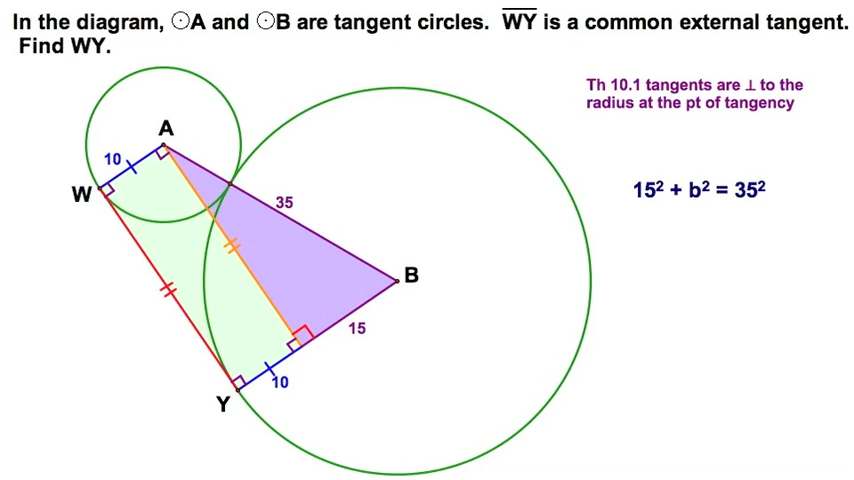 In the diagram, ⊙A and ⊙B are tangent circles. WY is a common external tangent.
Find WY.
Th 10.1 tangents are ⊥ to the
radius at the pt of tangency
A
10
W
15² + b² = 35²
35
B
15
10
Y